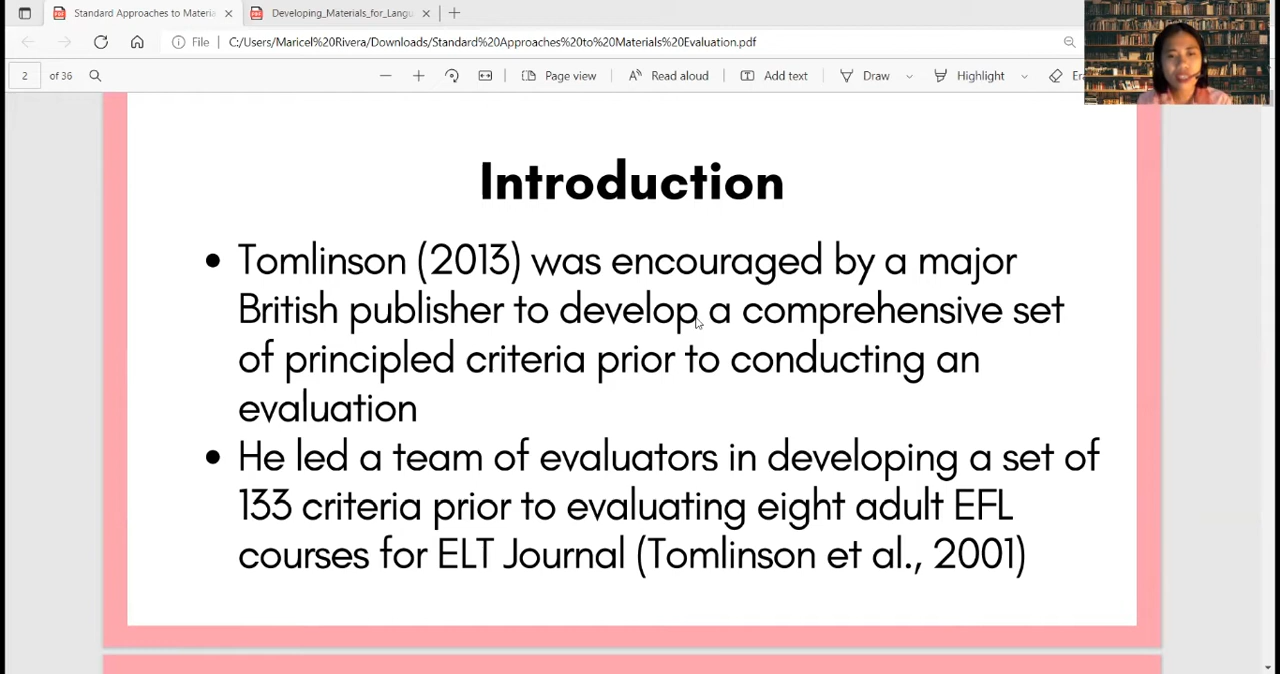 Standard Approaches to Materia
Developing_Materials_for_Langu
File
C:/Users/Maricel%20Rivera/Downloads/Standard%20Approaches%20to%20Materials%20Evaluation.pdf
2 of 36
Page view
Read aloud
Add text
Draw
Highlight
Era
Introduction
• Tomlinson (2013) was encouraged by a major
British publisher to develop a comprehensive set
of principled criteria prior to conducting an
evaluation
• He led a team of evaluators in developing a set of
133 criteria prior to evaluating eight adult EFL
courses for ELT Journal (Tomlinson et al., 2001)